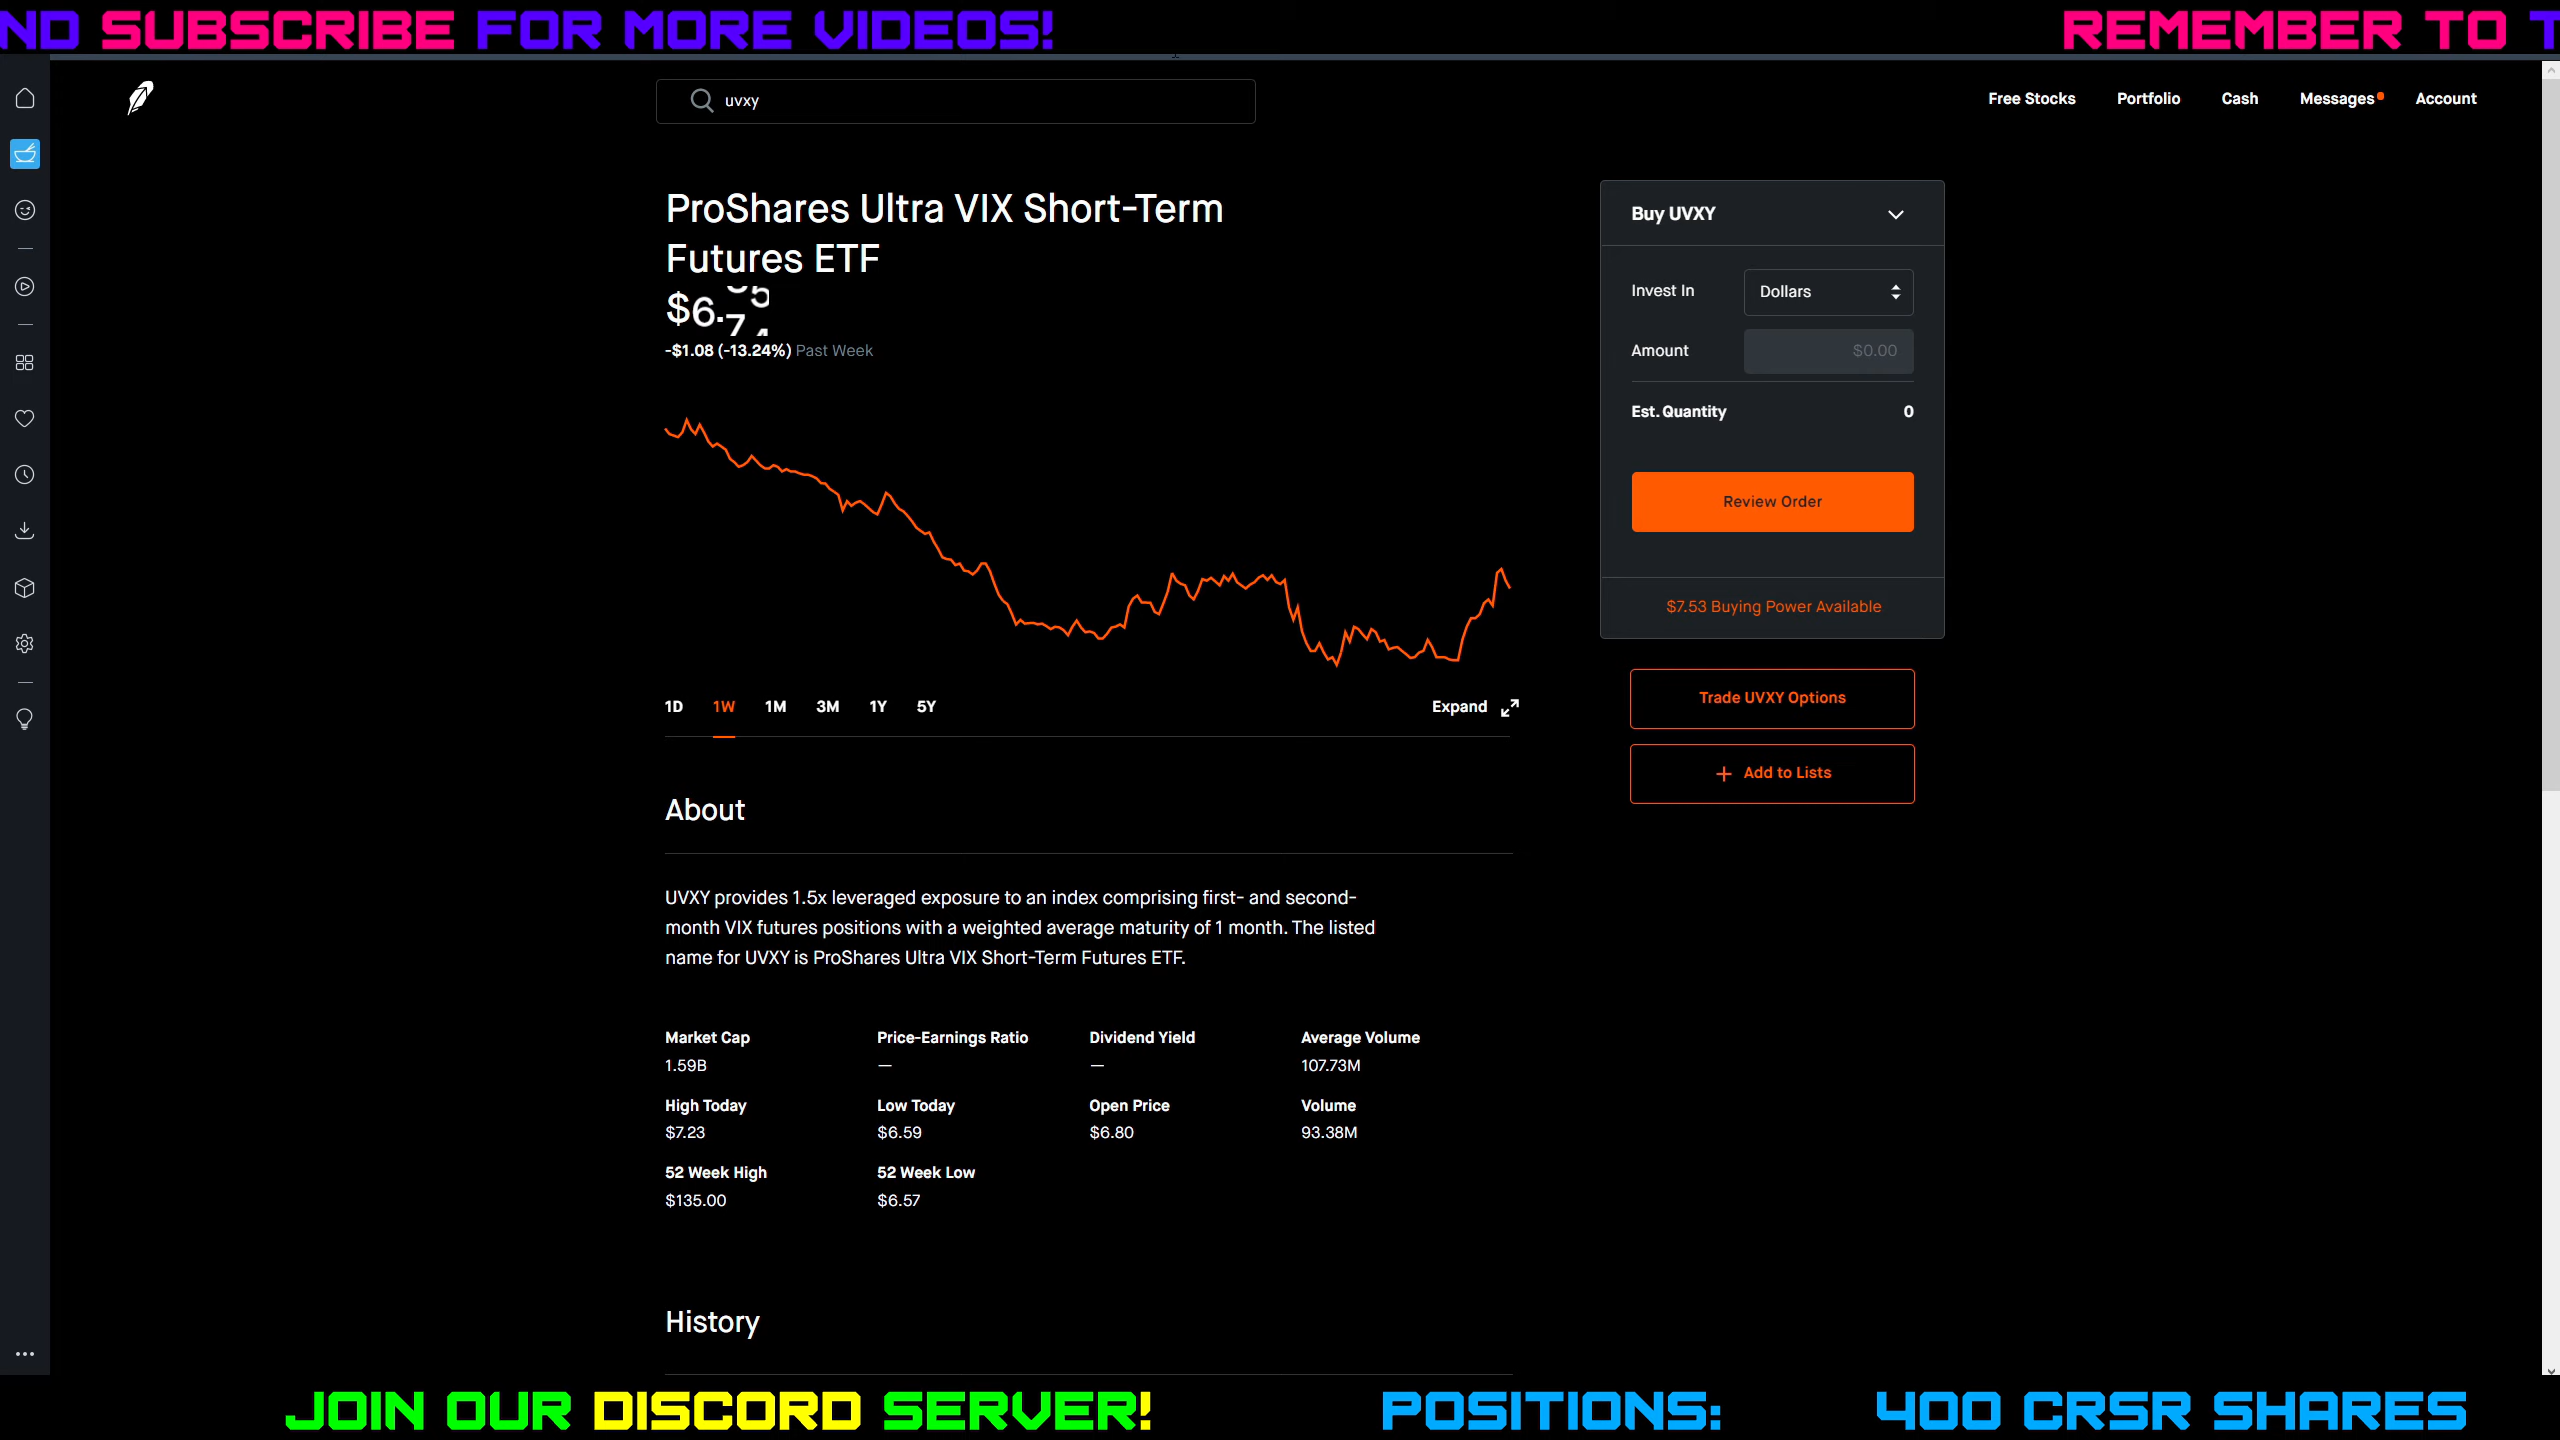 ND SUBSCRIBE FOR MORE VIDEOS! REMEMBER TO T
uvxy
Free Stocks Portfolio Cash Messages Account
ProShares Ultra VIX Short-Term
Futures ETF
$6.
-$1.08 (-13.24%) Past Week
1D 1W 1M 3M 1Y 5Y Expand
Buy UVXY
Invest In Dollars
Amount $0.00
Est. Quantity 0
Review Order
$7.53 Buying Power Available
Trade UVXY Options
+ Add to Lists
About
UVXY provides 1.5x leveraged exposure to an index comprising first- and second-
month VIX futures positions with a weighted average maturity of 1 month. The listed
name for UVXY is ProShares Ultra VIX Short-Term Futures ETF.
Market Cap Price-Earnings Ratio Dividend Yield Average Volume
1.59B — — 107.73M
High Today Low Today Open Price Volume
$7.23 $6.59 $6.80 93.38M
52 Week High 52 Week Low
$135.00 $6.57
History
JOIN OUR DISCORD SERVER! POSITIONS: 400 CRSR SHARES